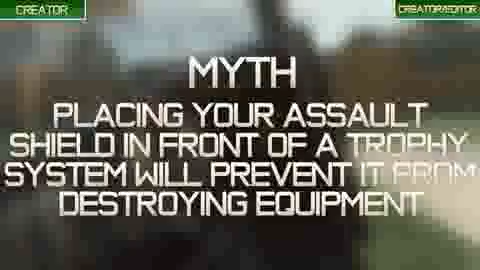 CREATOR
CREATOR/EDITOR
MYTH
PLACING YOUR ASSAULT
SHIELD IN FRONT OF A TROPHY
SYSTEM WILL PREVENT IT FROM
DESTROYING EQUIPMENT